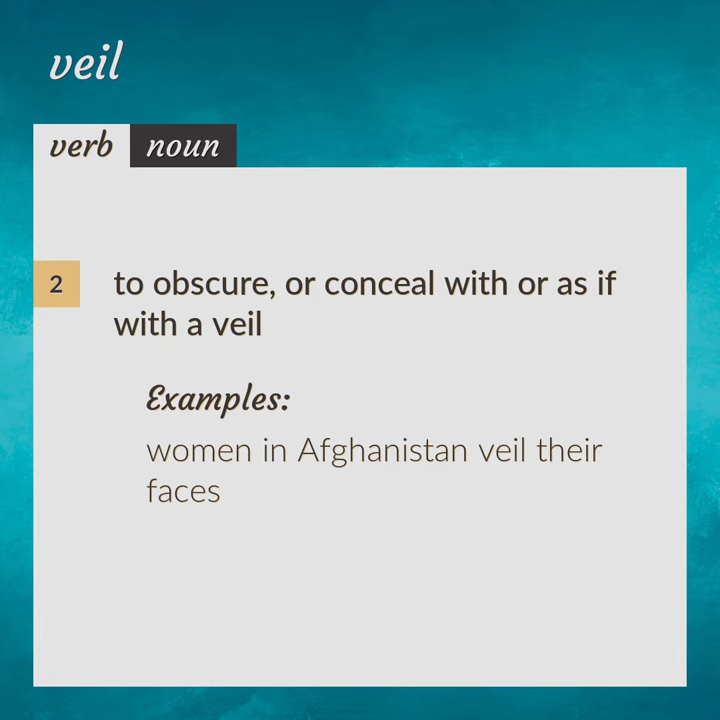 veil
verb noun
2 to obscure, or conceal with or as if
with a veil
Examples:
women in Afghanistan veil their
faces